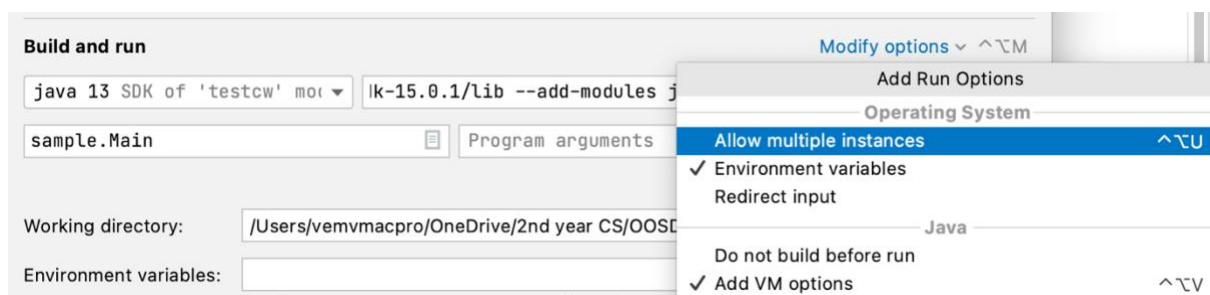 Build and run
Modify options ⌃⌥M
java 13 SDK of 'testcw' mo
k-15.0.1/lib --add-modules j
sample.Main
Program arguments
Working directory:
/Users/vemvmacpro/OneDrive/2nd year CS/OOSD
Environment variables:
Add Run Options
Operating System
Allow multiple instances ⌃⌥U
✓ Environment variables
Redirect input
Java
Do not build before run
✓ Add VM options ⌃⌥V